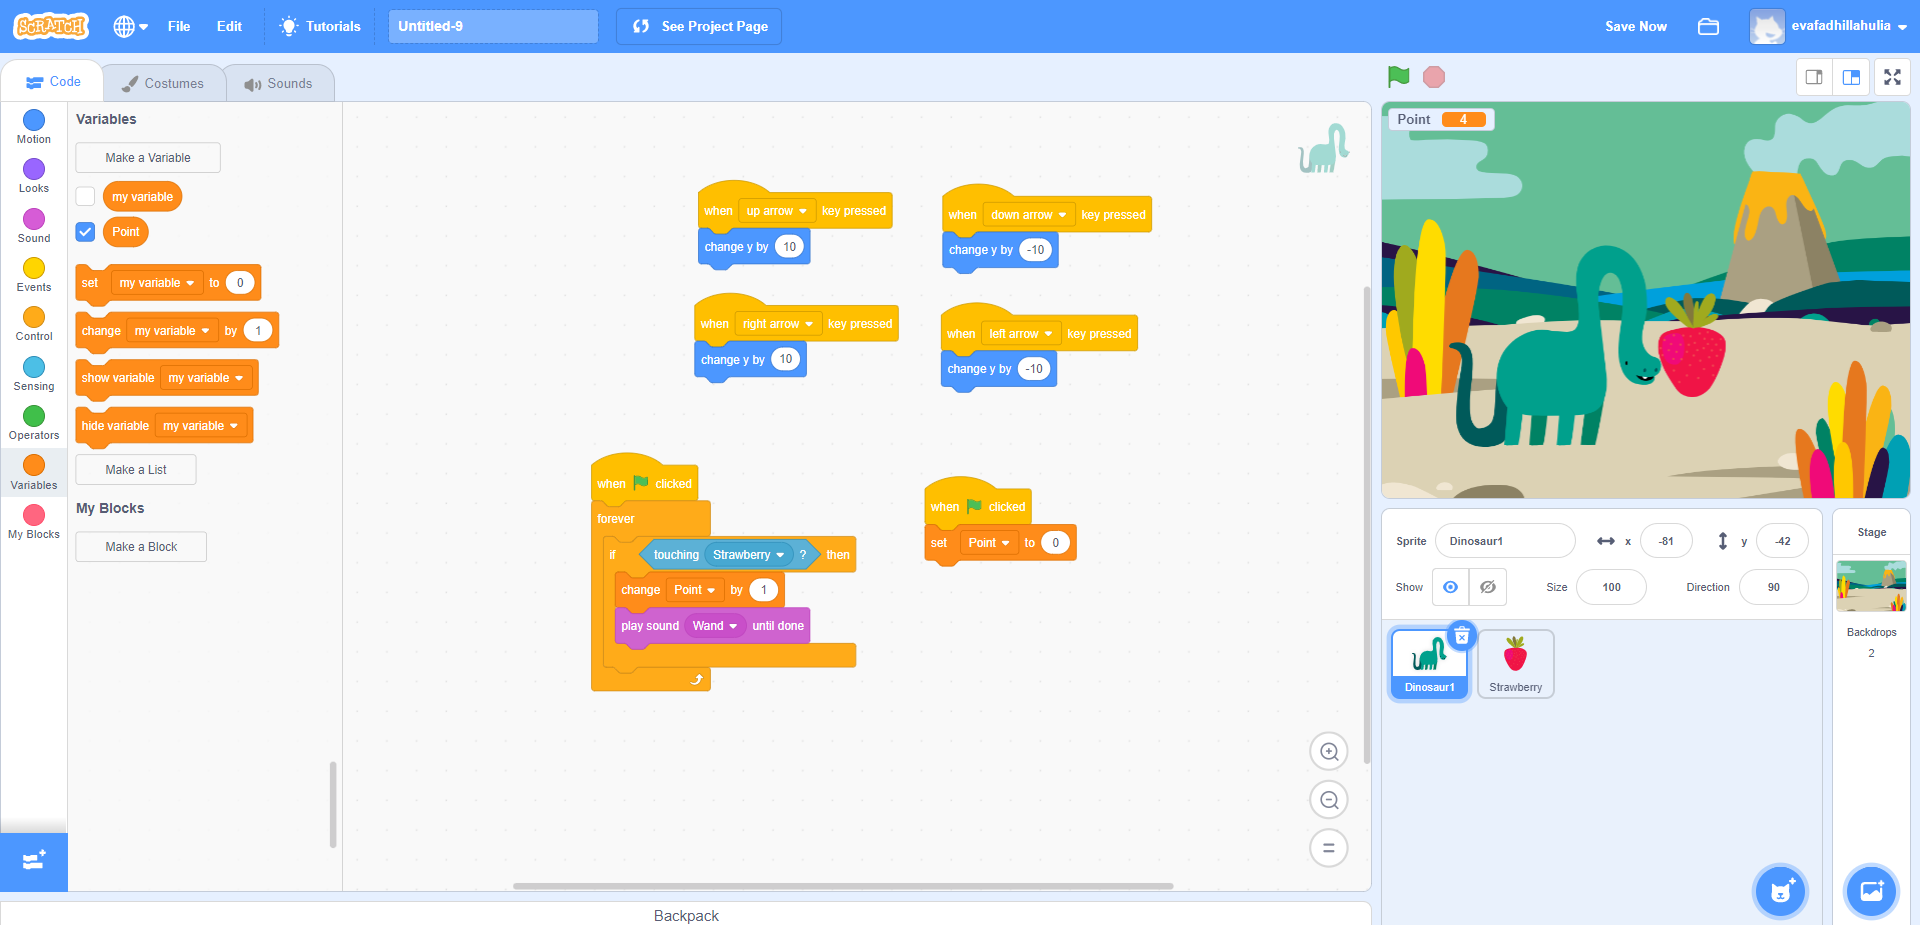 SCRATCH File Edit Tutorials Untitled-9 See Project Page Save Now evafadhillahulia
Code Costumes Sounds
Motion
Looks
Sound
Events
Control
Sensing
Operators
Variables
My Blocks
Variables
Make a Variable
my variable
Point
set my variable to 0
change my variable by 1
show variable my variable
hide variable my variable
Make a List
My Blocks
Make a Block
when up arrow key pressed
change y by 10
when down arrow key pressed
change y by -10
when right arrow key pressed
change y by 10
when left arrow key pressed
change y by -10
when clicked
forever
if touching Strawberry ? then
change Point by 1
play sound Wand until done
when clicked
set Point to 0
Backpack
Point 4
Sprite Dinosaur1 x -81 y -42
Show Size 100 Direction 90
Dinosaur1
Strawberry
Stage
Backdrops
2